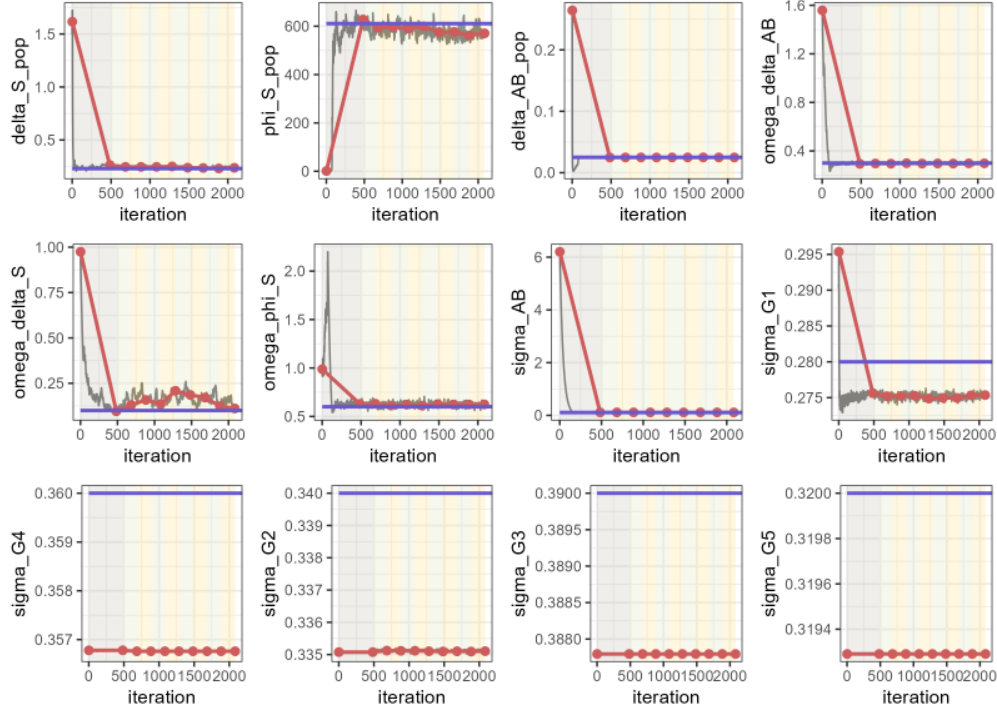 delta_S_pop
1.5
1.0
0.5
0 500 1000 1500 2000
iteration
phi_S_pop
600
400
200
0
0 500 1000 1500 2000
iteration
delta_AB_pop
0.2
0.1
0.0
0 500 1000 1500 2000
iteration
omega_delta_AB
1.6
1.2
0.8
0.4
0 500 1000 1500 2000
iteration
omega_delta_S
1.00
0.75
0.50
0.25
0 500 1000 1500 2000
iteration
omega_phi_S
2.0
1.5
1.0
0.5
0 500 1000 1500 2000
iteration
sigma_AB
6
4
2
0
0 500 1000 1500 2000
iteration
sigma_G1
0.295
0.290
0.285
0.280
0.275
0 500 1000 1500 2000
iteration
sigma_G4
0.360
0.359
0.358
0.357
0 500 1000 1500 2000
iteration
sigma_G2
0.340
0.339
0.338
0.337
0.336
0.335
0 500 1000 1500 2000
iteration
sigma_G3
0.3900
0.3895
0.3890
0.3885
0.3880
0 500 1000 1500 2000
iteration
sigma_G5
0.3200
0.3198
0.3196
0.3194
0 500 1000 1500 2000
iteration